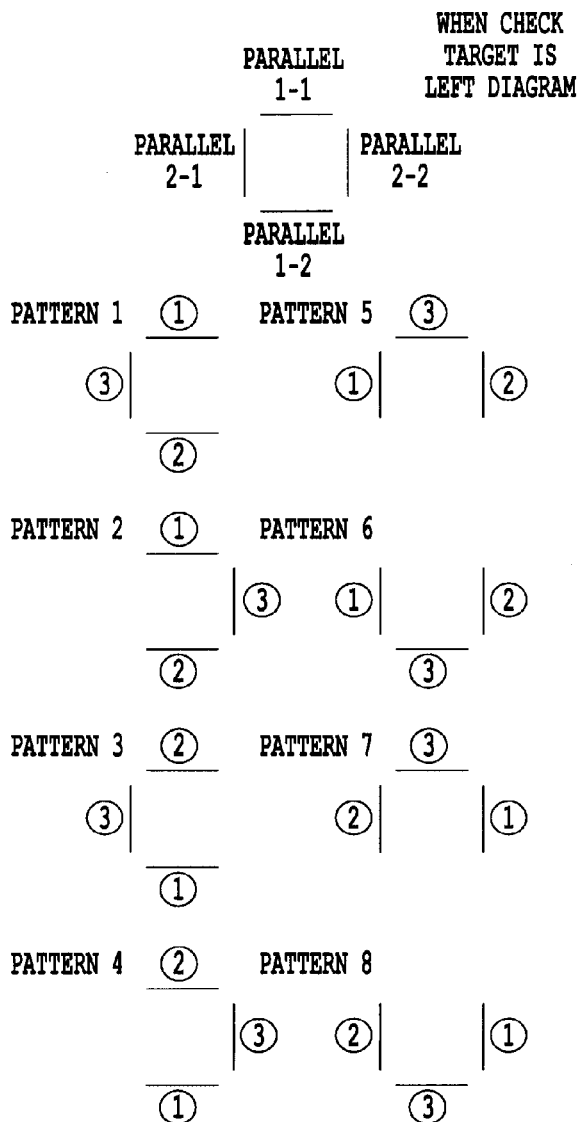 WHEN CHECK
TARGET IS
LEFT DIAGRAM
PARALLEL
1-1
PARALLEL
2-1
PARALLEL
2-2
PARALLEL
1-2
PATTERN 1 ①
③
②
PATTERN 5 ③
① ②
PATTERN 2 ①
③
②
PATTERN 6
① ②
③
PATTERN 3 ②
③
①
PATTERN 7 ③
② ①
PATTERN 4 ②
③
①
PATTERN 8
② ①
③